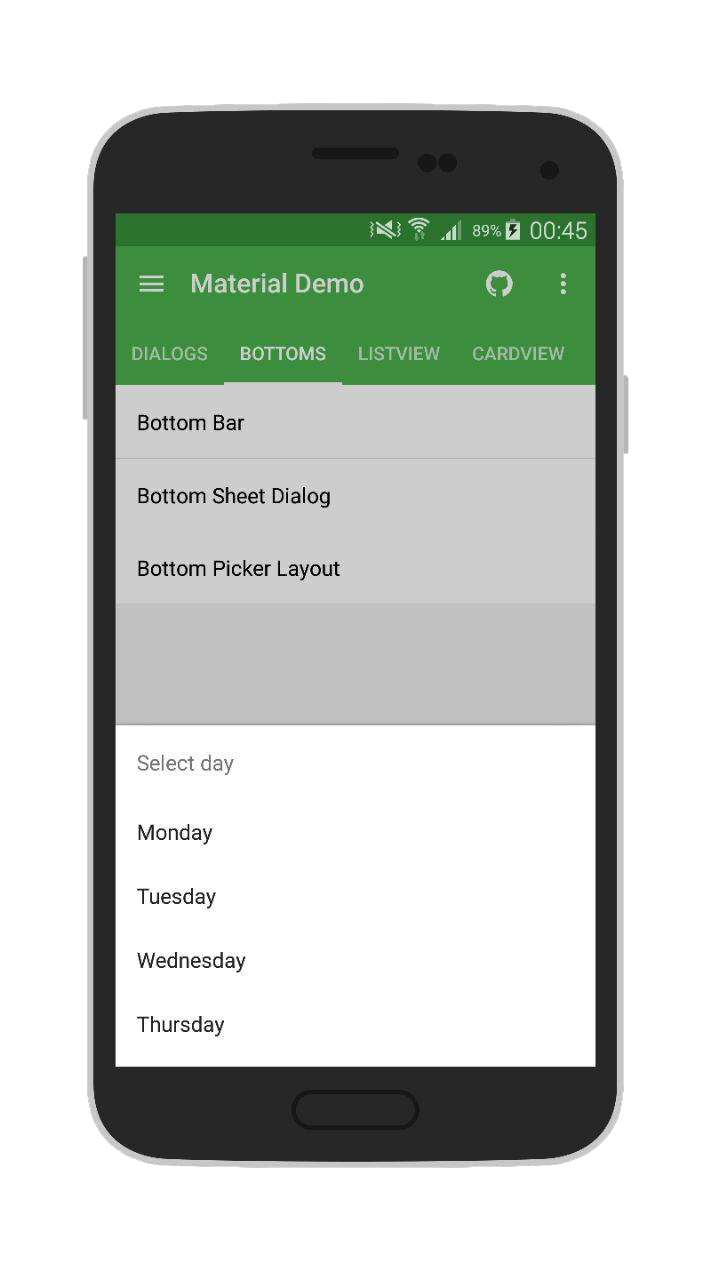 89% 00:45
Material Demo
DIALOGS BOTTOMS LISTVIEW CARDVIEW
Bottom Bar
Bottom Sheet Dialog
Bottom Picker Layout
Select day
Monday
Tuesday
Wednesday
Thursday